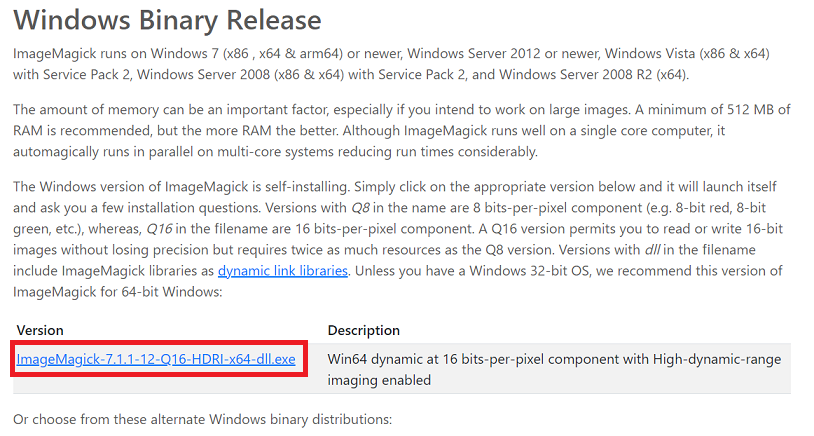 Windows Binary Release
ImageMagick runs on Windows 7 (x86 , x64 & arm64) or newer, Windows Server 2012 or newer, Windows Vista (x86 & x64)
with Service Pack 2, Windows Server 2008 (x86 & x64) with Service Pack 2, and Windows Server 2008 R2 (x64).
The amount of memory can be an important factor, especially if you intend to work on large images. A minimum of 512 MB of
RAM is recommended, but the more RAM the better. Although ImageMagick runs well on a single core computer, it
automagically runs in parallel on multi-core systems reducing run times considerably.
The Windows version of ImageMagick is self-installing. Simply click on the appropriate version below and it will launch itself
and ask you a few installation questions. Versions with Q8 in the name are 8 bits-per-pixel component (e.g. 8-bit red, 8-bit
green, etc.), whereas, Q16 in the filename are 16 bits-per-pixel component. A Q16 version permits you to read or write 16-bit
images without losing precision but requires twice as much resources as the Q8 version. Versions with dll in the filename
include ImageMagick libraries as dynamic link libraries. Unless you have a Windows 32-bit OS, we recommend this version of
ImageMagick for 64-bit Windows:
Version Description
ImageMagick-7.1.1-12-Q16-HDRI-x64-dll.exe Win64 dynamic at 16 bits-per-pixel component with High-dynamic-range
imaging enabled
Or choose from these alternate Windows binary distributions: